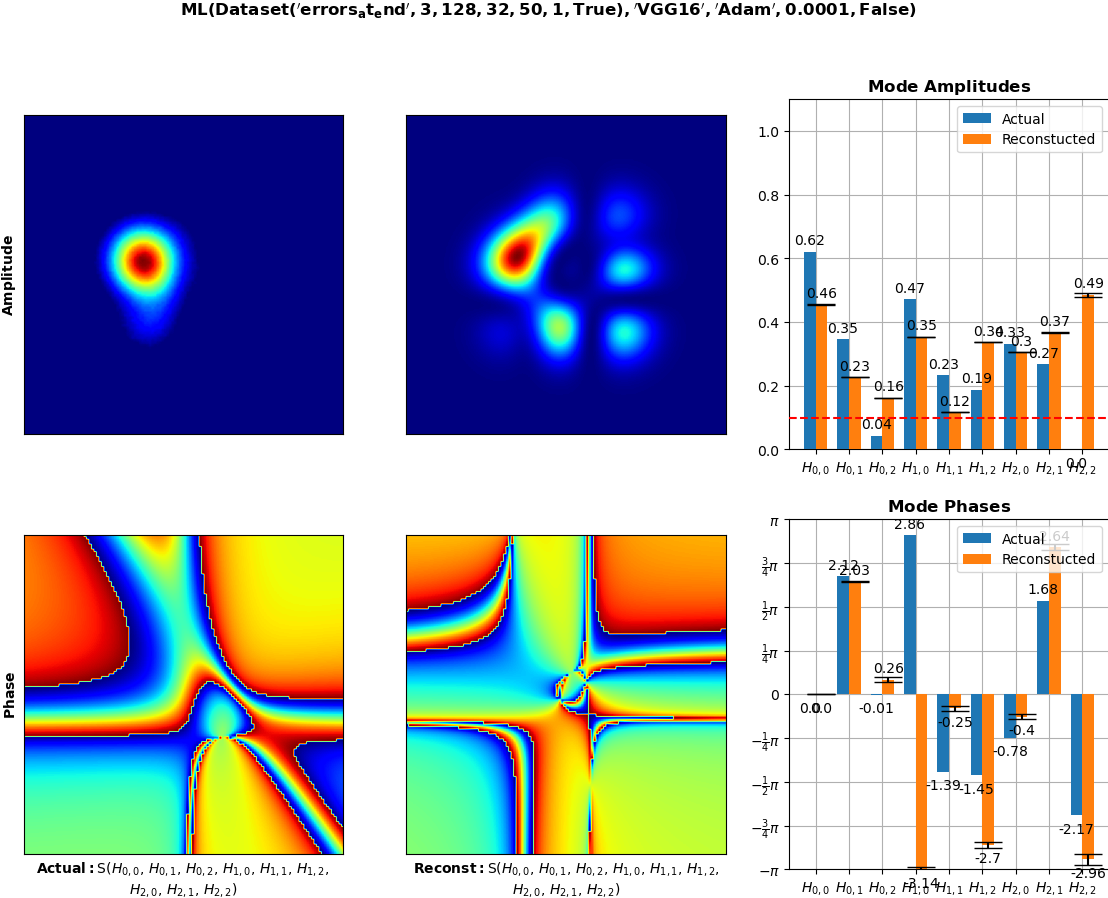 ML(Dataset('errors_at_end', 3, 128, 32, 50, 1, True), 'VGG16', 'Adam', 0.0001, False)
Amplitude
Mode Amplitudes
Actual
Reconstucted
1.0
0.8
0.6
0.4
0.2
0.0
0.62
0.46
0.35
0.23
0.04
0.16
0.47
0.35
0.23
0.12
0.19
0.34
0.33
0.3
0.27
0.37
0.0
0.49
H0,0 H0,1 H0,2 H1,0 H1,1 H1,2 H2,0 H2,1 H2,2
Phase
Mode Phases
Actual
Reconstucted
π
3/4π
1/2π
1/4π
0
−1/4π
−1/2π
−3/4π
−π
0.0
0.0
2.12
2.03
-0.01
0.26
2.86
-3.14
-1.39
-0.25
-1.45
-2.7
-0.78
-0.4
1.68
2.64
-2.17
-2.96
H0,0 H0,1 H0,2 H1,0 H1,1 H1,2 H2,0 H2,1 H2,2
Actual: S(H0,0, H0,1, H0,2, H1,0, H1,1, H1,2,
H2,0, H2,1, H2,2)
Reconst: S(H0,0, H0,1, H0,2, H1,0, H1,1, H1,2,
H2,0, H2,1, H2,2)